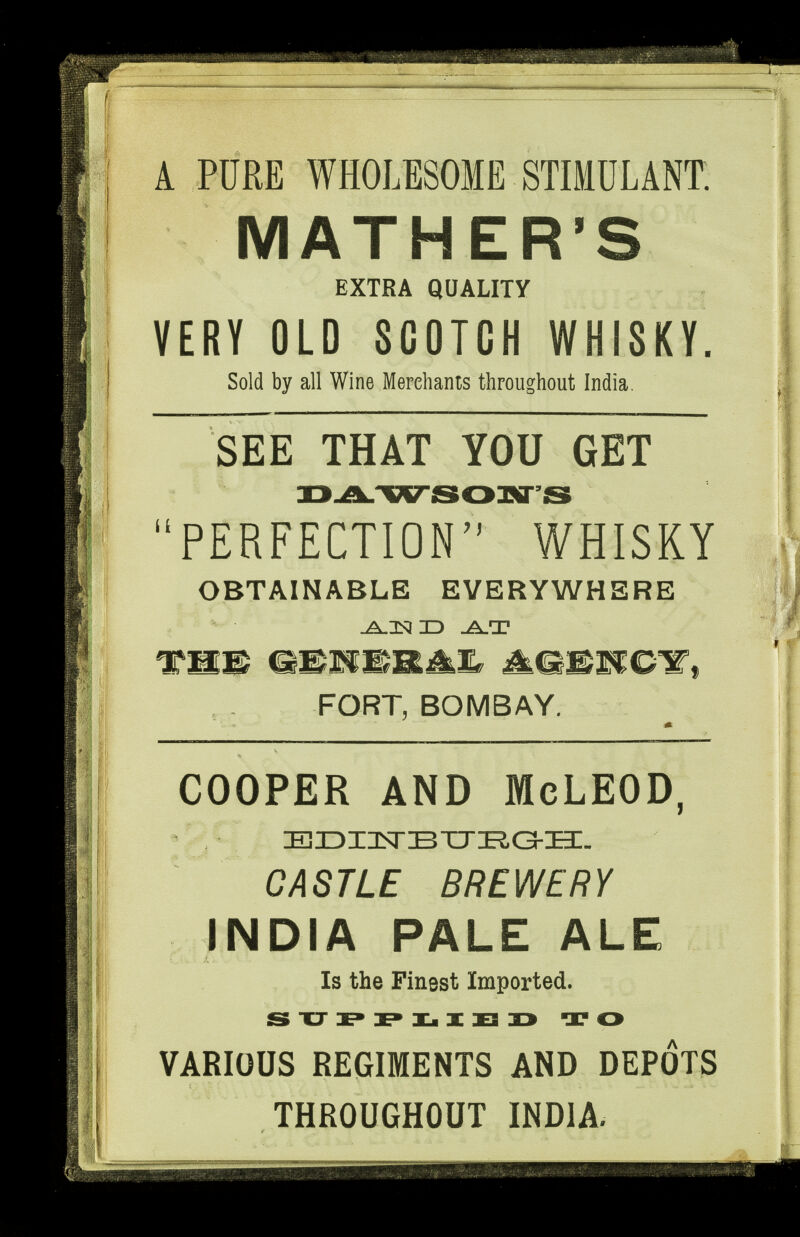 A PURE WHOLESOME STIMULANT.
MATHER'S
EXTRA QUALITY
VERY OLD SCOTCH WHISKY.
Sold by all Wine Merchants throughout India.
SEE THAT YOU GET
DAWSON'S
"PERFECTION" WHISKY
OBTAINABLE EVERYWHERE
AND AT
THE GENERAL AGENCY,
FORT, BOMBAY.
COOPER AND McLEOD,
EDINBURGH.
CASTLE BREWERY
INDIA PALE ALE
Is the Finest Imported.
SUPPLIED TO
VARIOUS REGIMENTS AND DEPÔTS
THROUGHOUT INDIA.